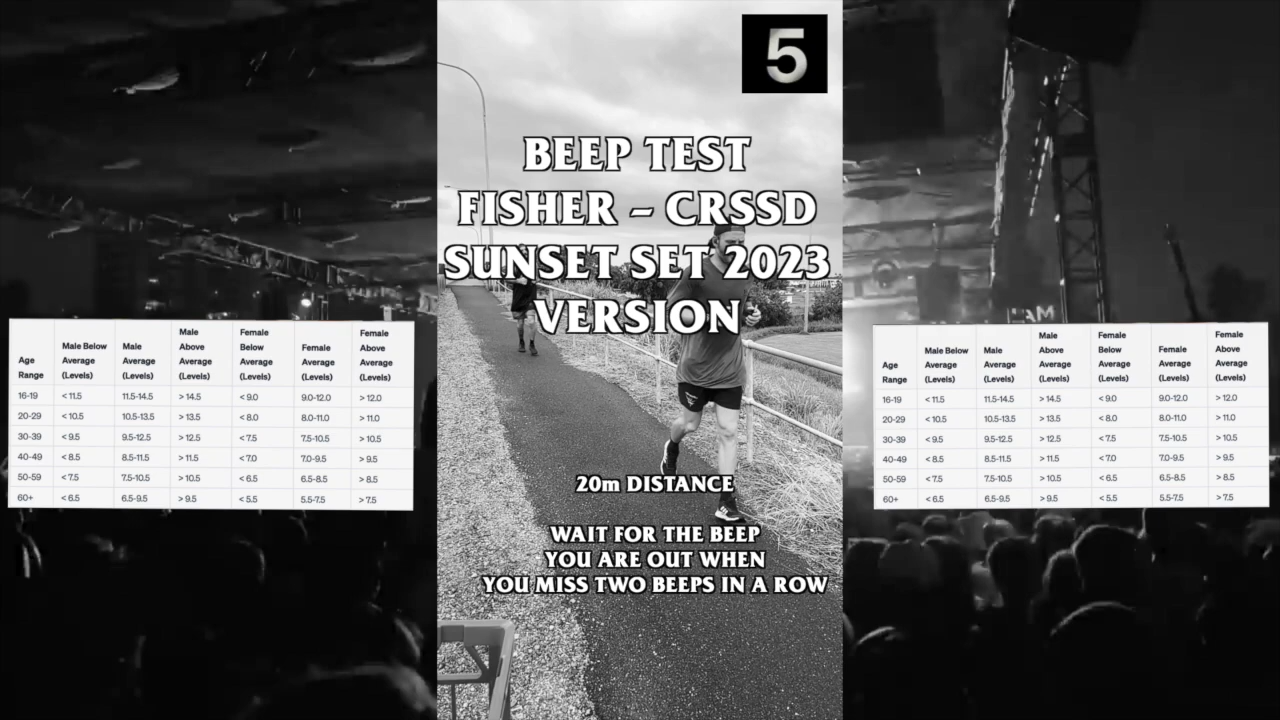 5
BEEP TEST
FISHER – CRSSD
SUNSET SET 2023
VERSION
20m DISTANCE
WAIT FOR THE BEEP
YOU ARE OUT WHEN
YOU MISS TWO BEEPS IN A ROW
Age Range Male Below Average (Levels) Male Average (Levels) Male Above Average (Levels) Female Below Average (Levels) Female Average (Levels) Female Above Average (Levels)
16-19 < 11.5 11.5-14.5 > 14.5 < 9.0 9.0-12.0 > 12.0
20-29 < 10.5 10.5-13.5 > 13.5 < 8.0 8.0-11.0 > 11.0
30-39 < 9.5 9.5-12.5 > 12.5 < 7.5 7.5-10.5 > 10.5
40-49 < 8.5 8.5-11.5 > 11.5 < 7.0 7.0-9.5 > 9.5
50-59 < 7.5 7.5-10.5 > 10.5 < 6.5 6.5-8.5 > 8.5
60+ < 6.5 6.5-9.5 > 9.5 < 5.5 5.5-7.5 > 7.5
Age Range Male Below Average (Levels) Male Average (Levels) Male Above Average (Levels) Female Below Average (Levels) Female Average (Levels) Female Above Average (Levels)
16-19 < 11.5 11.5-14.5 > 14.5 < 9.0 9.0-12.0 > 12.0
20-29 < 10.5 10.5-13.5 > 13.5 < 8.0 8.0-11.0 > 11.0
30-39 < 9.5 9.5-12.5 > 12.5 < 7.5 7.5-10.5 > 10.5
40-49 < 8.5 8.5-11.5 > 11.5 < 7.0 7.0-9.5 > 9.5
50-59 < 7.5 7.5-10.5 > 10.5 < 6.5 6.5-8.5 > 8.5
60+ < 6.5 6.5-9.5 > 9.5 < 5.5 5.5-7.5 > 7.5